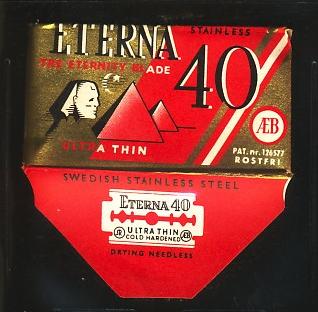 ETERNA
STAINLESS
THE ETERNITY BLADE
40
ÆB
ULTRA THIN
PAT. nr. 126577
ROSTFRI
SWEDISH STAINLESS STEEL
ETERNA 40
ULTRA THIN
COLD HARDENED
ÆB
DRYING NEEDLESS